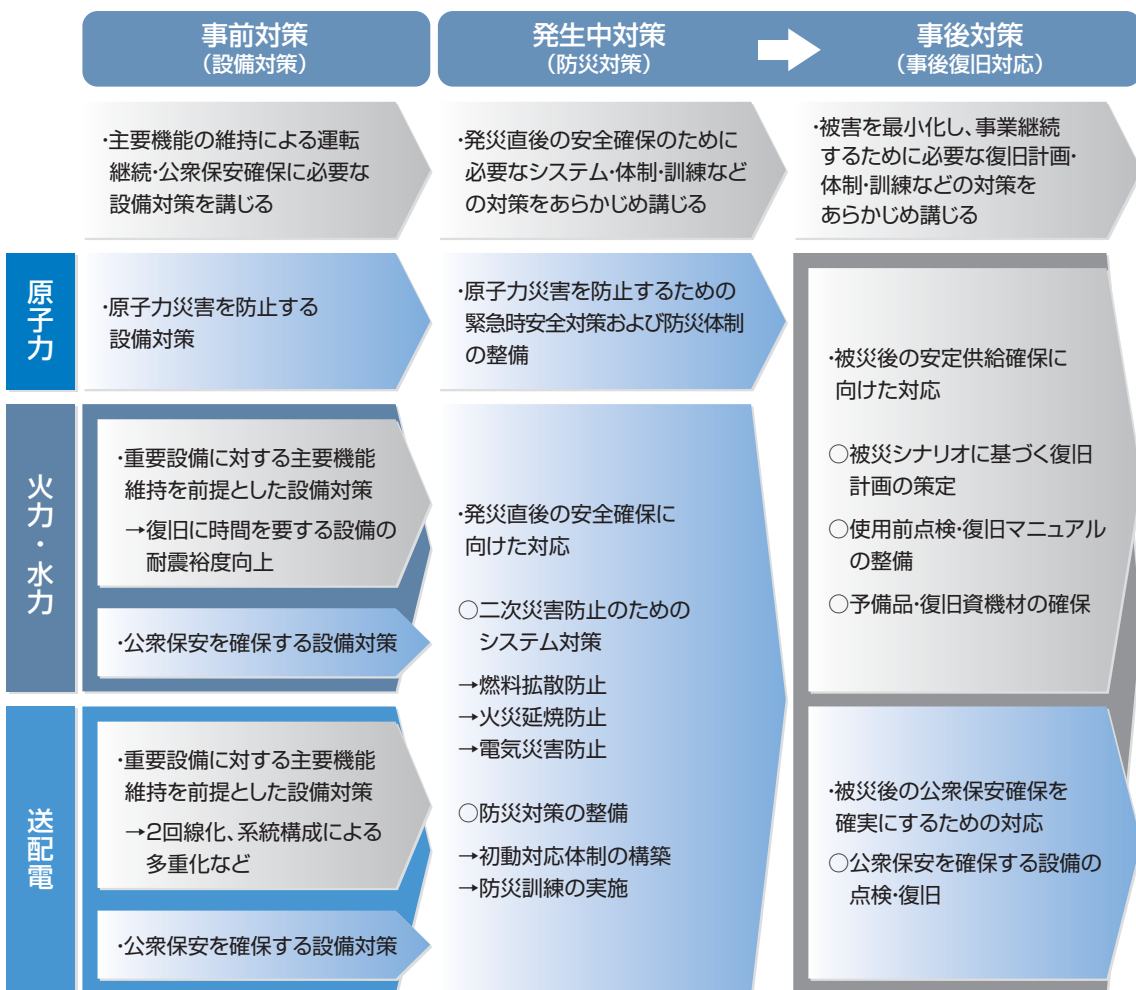 事前対策
（設備対策）
発生中対策
（防災対策）
事後対策
（事後復旧対応）
・主要機能の維持による運転
継続・公衆保安確保に必要な
設備対策を講じる
・発災直後の安全確保のために
必要なシステム・体制・訓練など
の対策をあらかじめ講じる
・被害を最小化し、事業継続
するために必要な復旧計画・
体制・訓練などの対策を
あらかじめ講じる
原子力
・原子力災害を防止する
設備対策
・原子力災害を防止するための
緊急時安全対策および防災体制
の整備
火力・水力
・重要設備に対する主要機能
維持を前提とした設備対策
→復旧に時間を要する設備の
耐震裕度向上
・公衆保安を確保する設備対策
送配電
・重要設備に対する主要機能
維持を前提とした設備対策
→2回線化、系統構成による
多重化など
・公衆保安を確保する設備対策
・発災直後の安全確保に
向けた対応
○二次災害防止のための
システム対策
→燃料拡散防止
→火災延焼防止
→電気災害防止
○防災対策の整備
→初動対応体制の構築
→防災訓練の実施
・被災後の安定供給確保に
向けた対応
○被災シナリオに基づく復旧
計画の策定
○使用前点検・復旧マニュアル
の整備
○予備品・復旧資機材の確保
・被災後の公衆保安確保を
確実にするための対応
○公衆保安を確保する設備の
点検・復旧